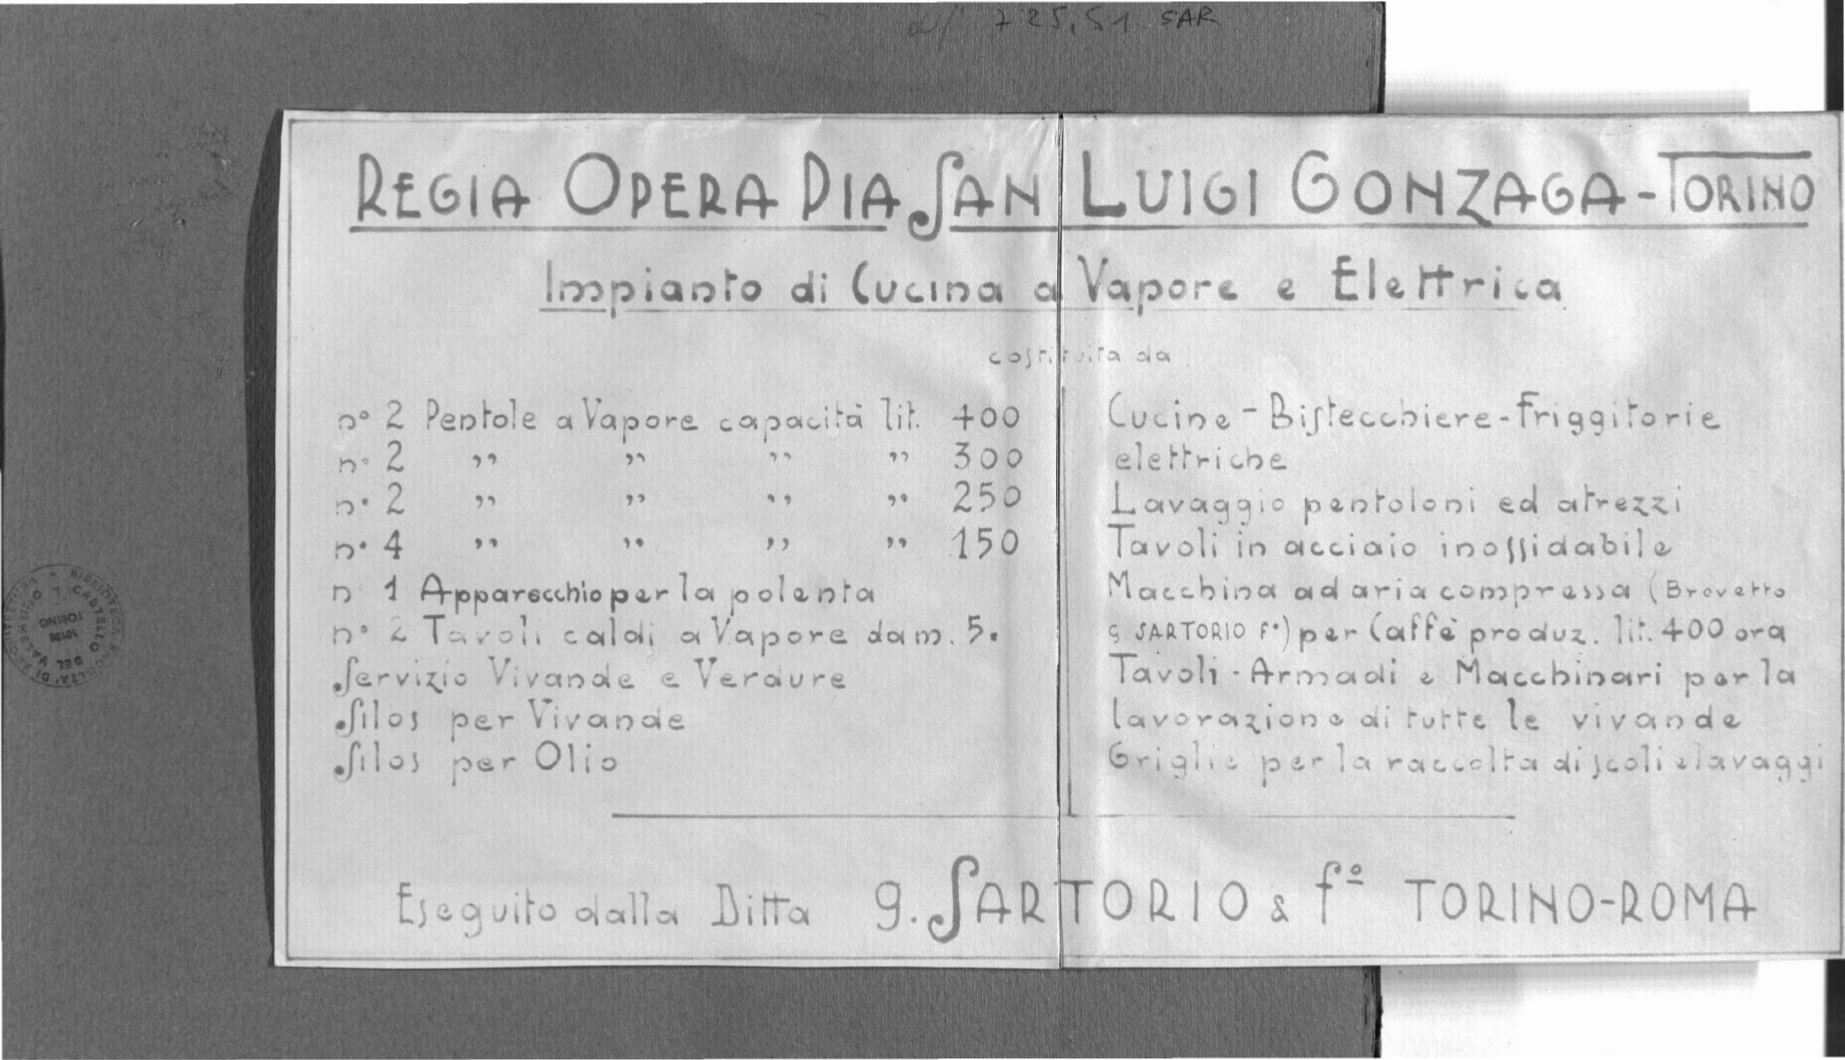 725.51 SAR
REGIA OPERA PIA SAN LUIGI GONZAGA - TORINO
Impianto di Cucina a Vapore e Elettrica
costituita da
n° 2 Pentole a Vapore capacità lit. 400
n° 2 " " " " 300
n° 2 " " " " 250
n° 4 " " " " 150
n° 1 Apparecchio per la polenta
n° 2 Tavoli caldi a Vapore da m. 5.
Servizio Vivande e Verdure
Silos per Vivande
Silos per Olio
Cucine - Bistecchiere - Friggitorie
elettriche
Lavaggio pentoloni ed atrezzi
Tavoli in acciaio inossidabile
Macchina ad aria compressa (Brevetto
G SARTORIO F°) per Caffè produz. lit. 400 ora
Tavoli - Armadi e Macchinari per la
lavorazione di tutte le vivande
Griglie per la raccolta di scoli e lavaggi
Eseguito dalla Ditta G. SARTORIO & F° TORINO-ROMA
CASTELLO DEL VALENTINO
10126
TORINO